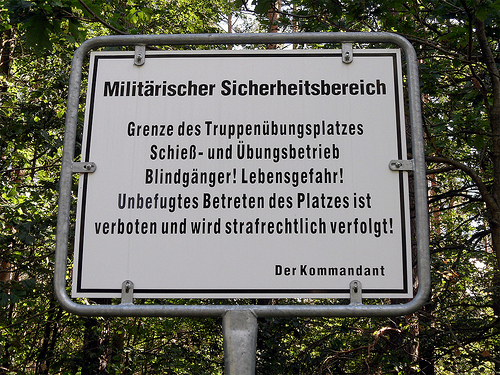 Militärischer Sicherheitsbereich
Grenze des Truppenübungsplatzes
Schieß- und Übungsbetrieb
Blindgänger! Lebensgefahr!
Unbefugtes Betreten des Platzes ist
verboten und wird strafrechtlich verfolgt!
Der Kommandant